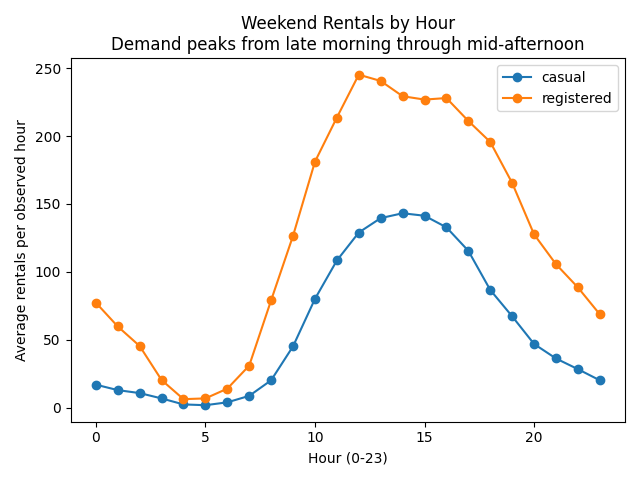 Weekend Rentals by Hour
Demand peaks from late morning through mid-afternoon
casual
registered
Average rentals per observed hour
250
200
150
100
50
0
0 5 10 15 20
Hour (0-23)